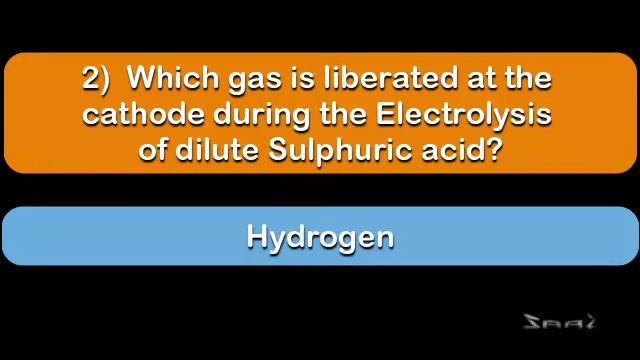 2) Which gas is liberated at the
cathode during the Electrolysis
of dilute Sulphuric acid?
Hydrogen